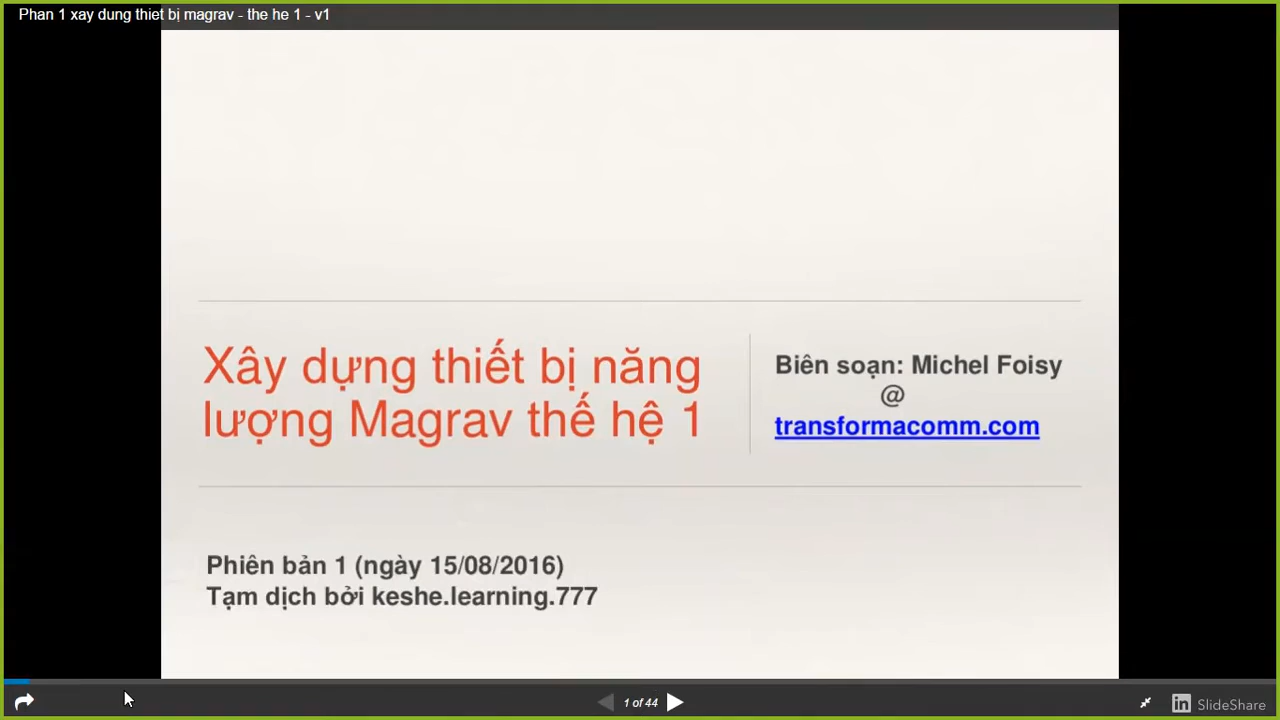 Phan 1 xay dung thiet bị magrav - the he 1 - v1
Xây dựng thiết bị năng
lượng Magrav thế hệ 1
Biên soạn: Michel Foisy
@
transformacomm.com
Phiên bản 1 (ngày 15/08/2016)
Tạm dịch bởi keshe.learning.777
1 of 44
in SlideShare